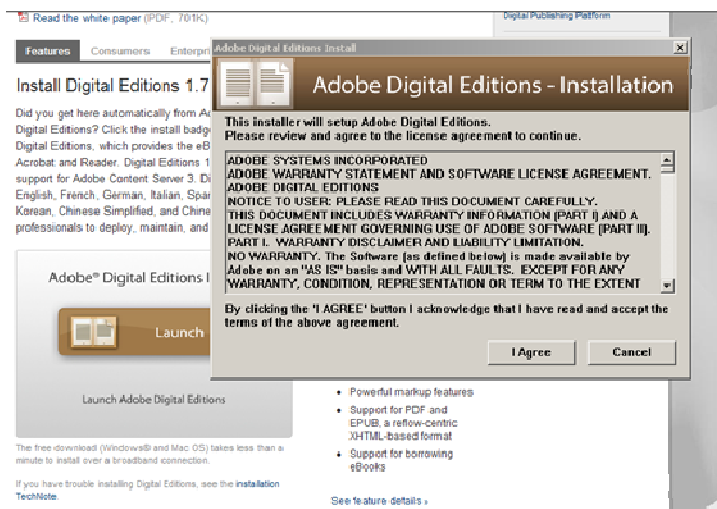 Read the white paper (PDF, 701K)
Digital Publishing Platform
Features Consumers Enterpri
Install Digital Editions 1.7
Did you get here automatically from A
Digital Editions? Click the install badg
Digital Editions, which provides the eB
Acrobat and Reader. Digital Editions 1
support for Adobe Content Server 3. Di
English, French, German, Italian, Spar
Korean, Chinese Simplified, and Chine
professionals to deploy, maintain, and
Adobe® Digital Editions I
Launch
Launch Adobe Digital Editions
The free download (Windows® and Mac OS) takes less than a
minute to install over a broadband connection.
If you have trouble installing Digital Editions, see the installation
TechNote.
Adobe Digital Editions Install
Adobe Digital Editions - Installation
This installer will setup Adobe Digital Editions.
Please review and agree to the license agreement to continue.
ADOBE SYSTEMS INCORPORATED
ADOBE WARRANTY STATEMENT AND SOFTWARE LICENSE AGREEMENT.
ADOBE DIGITAL EDITIONS
NOTICE TO USER: PLEASE READ THIS DOCUMENT CAREFULLY.
THIS DOCUMENT INCLUDES WARRANTY INFORMATION (PART I) AND A
LICENSE AGREEMENT GOVERNING USE OF ADOBE SOFTWARE (PART II).
PART I. WARRANTY DISCLAIMER AND LIABILITY LIMITATION.
NO WARRANTY. The Software (as defined below) is made available by
Adobe on an "AS IS" basis and WITH ALL FAULTS. EXCEPT FOR ANY
WARRANTY, CONDITION, REPRESENTATION OR TERM TO THE EXTENT
By clicking the 'I AGREE' button I acknowledge that I have read and accept the
terms of the above agreement.
I Agree Cancel
Powerful markup features
Support for PDF and
EPUB, a reflow-centric
XHTML-based format
Support for borrowing
eBooks
See feature details ›